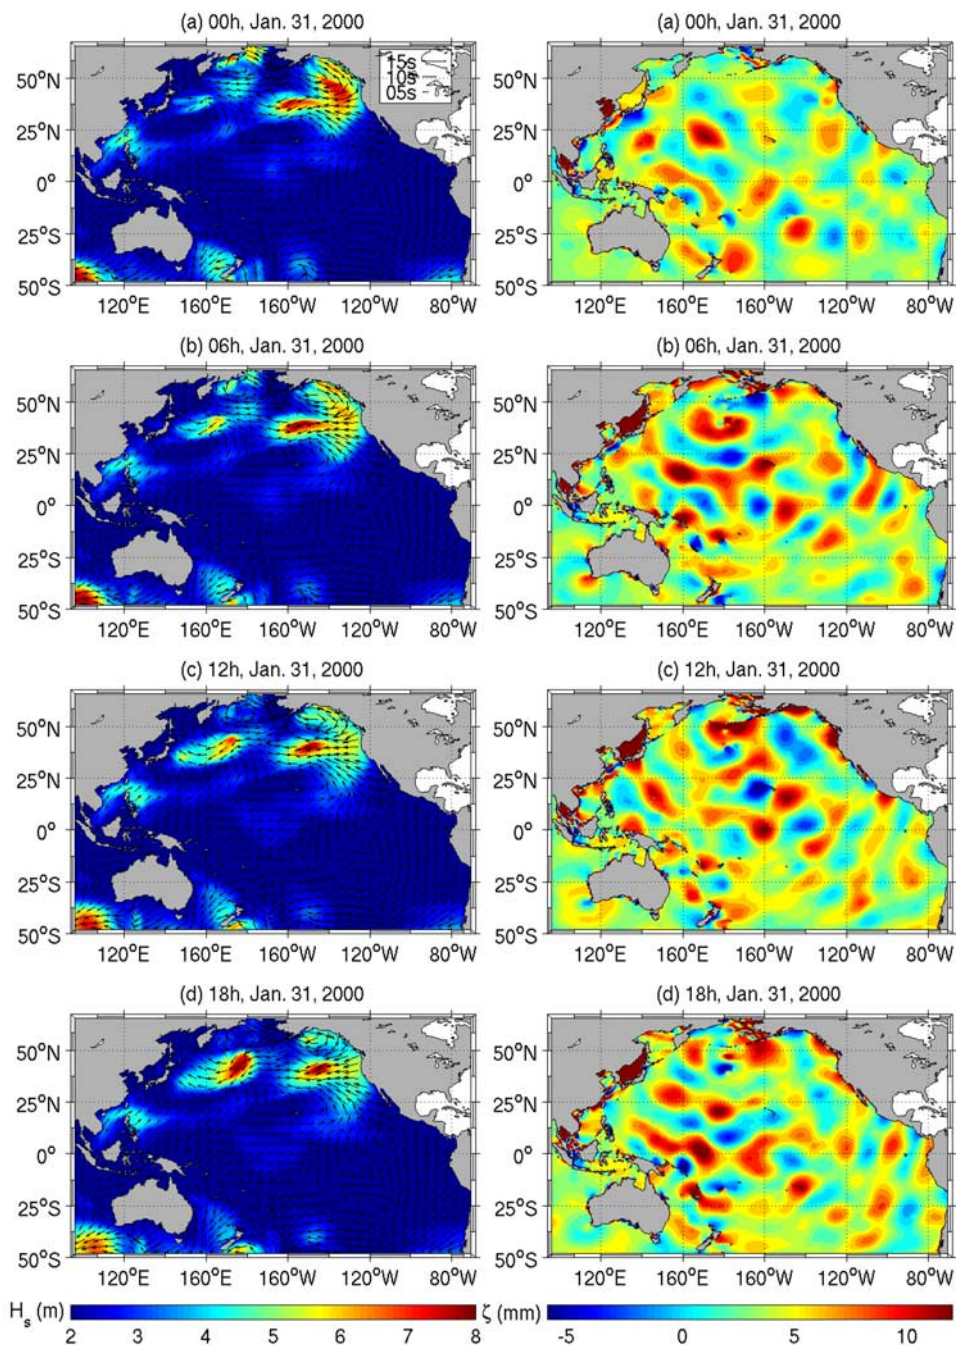 (a) 00h, Jan. 31, 2000 (a) 00h, Jan. 31, 2000
15s
10s
05s
50°N 50°N
25°N 25°N
0° 0°
25°S 25°S
50°S 50°S
120°E 160°E 160°W 120°W 80°W 120°E 160°E 160°W 120°W 80°W
(b) 06h, Jan. 31, 2000 (b) 06h, Jan. 31, 2000
50°N 50°N
25°N 25°N
0° 0°
25°S 25°S
50°S 50°S
120°E 160°E 160°W 120°W 80°W 120°E 160°E 160°W 120°W 80°W
(c) 12h, Jan. 31, 2000 (c) 12h, Jan. 31, 2000
50°N 50°N
25°N 25°N
0° 0°
25°S 25°S
50°S 50°S
120°E 160°E 160°W 120°W 80°W 120°E 160°E 160°W 120°W 80°W
(d) 18h, Jan. 31, 2000 (d) 18h, Jan. 31, 2000
50°N 50°N
25°N 25°N
0° 0°
25°S 25°S
50°S 50°S
120°E 160°E 160°W 120°W 80°W 120°E 160°E 160°W 120°W 80°W
H_s (m) ζ (mm)
2 3 4 5 6 7 8 -5 0 5 10